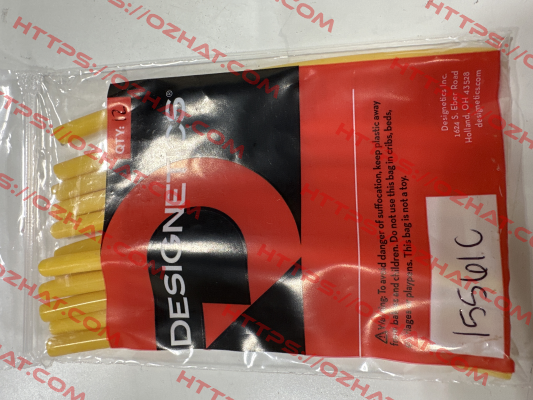 QTY:
DESIGNETICS®
Designetics Inc.
1624 S. Eber Road
Holland, OH 43528
designetics.com
⚠ Warning: To avoid danger of suffocation, keep plastic away
from babies and children. Do not use this bag in cribs, beds,
carriages or playpens. This bag is not a toy.
15561C
HTTPS://OZHAT.COM